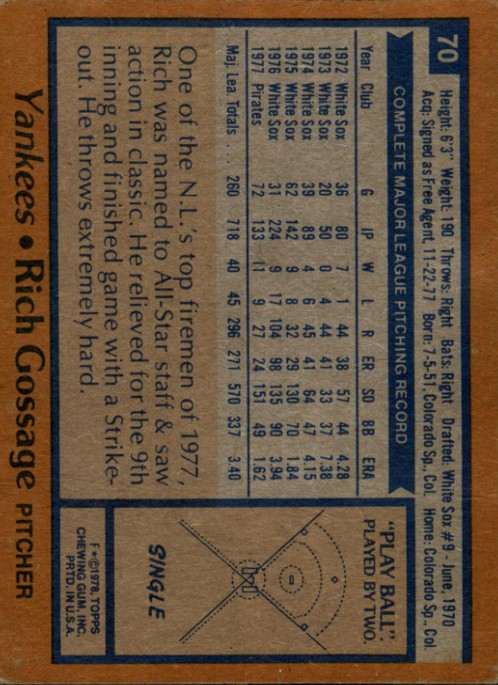 70
Height: 6'3" Weight: 190 Throws: Right Bats: Right Drafted: White Sox #9 - June, 1970
Acq: Signed as Free Agent, 11-22-77 Born: 7-5-51, Colorado Sp., Col. Home: Colorado Sp., Col.
COMPLETE MAJOR LEAGUE PITCHING RECORD
Year Club G IP W L R ER SO BB ERA
1972 White Sox 36 80 7 1 44 38 57 44 4.28
1973 White Sox 20 50 0 4 44 41 33 37 7.38
1974 White Sox 39 89 4 6 45 41 64 47 4.15
1975 White Sox 62 142 9 8 32 29 130 70 1.84
1976 White Sox 31 224 9 17 104 98 135 90 3.94
1977 Pirates 72 133 11 9 27 24 151 49 1.62
Maj. Lea. Totals . . . 260 718 40 45 296 271 570 337 3.40
One of the N.L.'s top firemen of 1977,
Rich was named to All-Star staff & saw
action in classic. He relieved for the 9th
inning and finished game with a Strike-
out. He throws extremely hard.
"PLAY BALL".
PLAYED BY TWO.
SINGLE
F✱©1978, TOPPS
CHEWING GUM, INC.
PRTD. IN U.S.A.
Yankees • Rich Gossage PITCHER